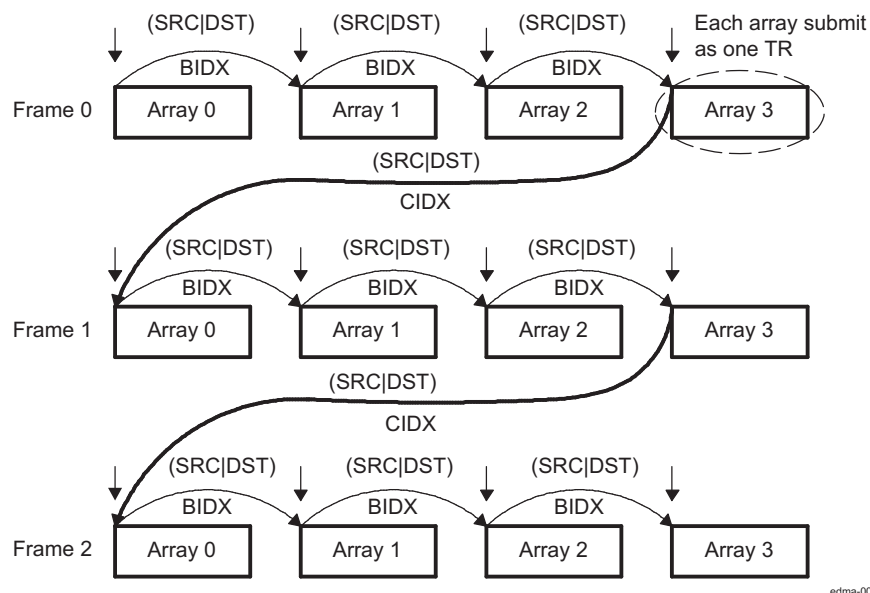 (SRC|DST) (SRC|DST) (SRC|DST) Each array submit
as one TR
BIDX BIDX BIDX
Frame 0 Array 0 Array 1 Array 2 Array 3
(SRC|DST)
CIDX
(SRC|DST) (SRC|DST) (SRC|DST)
BIDX BIDX BIDX
Frame 1 Array 0 Array 1 Array 2 Array 3
(SRC|DST)
CIDX
(SRC|DST) (SRC|DST) (SRC|DST)
BIDX BIDX BIDX
Frame 2 Array 0 Array 1 Array 2 Array 3